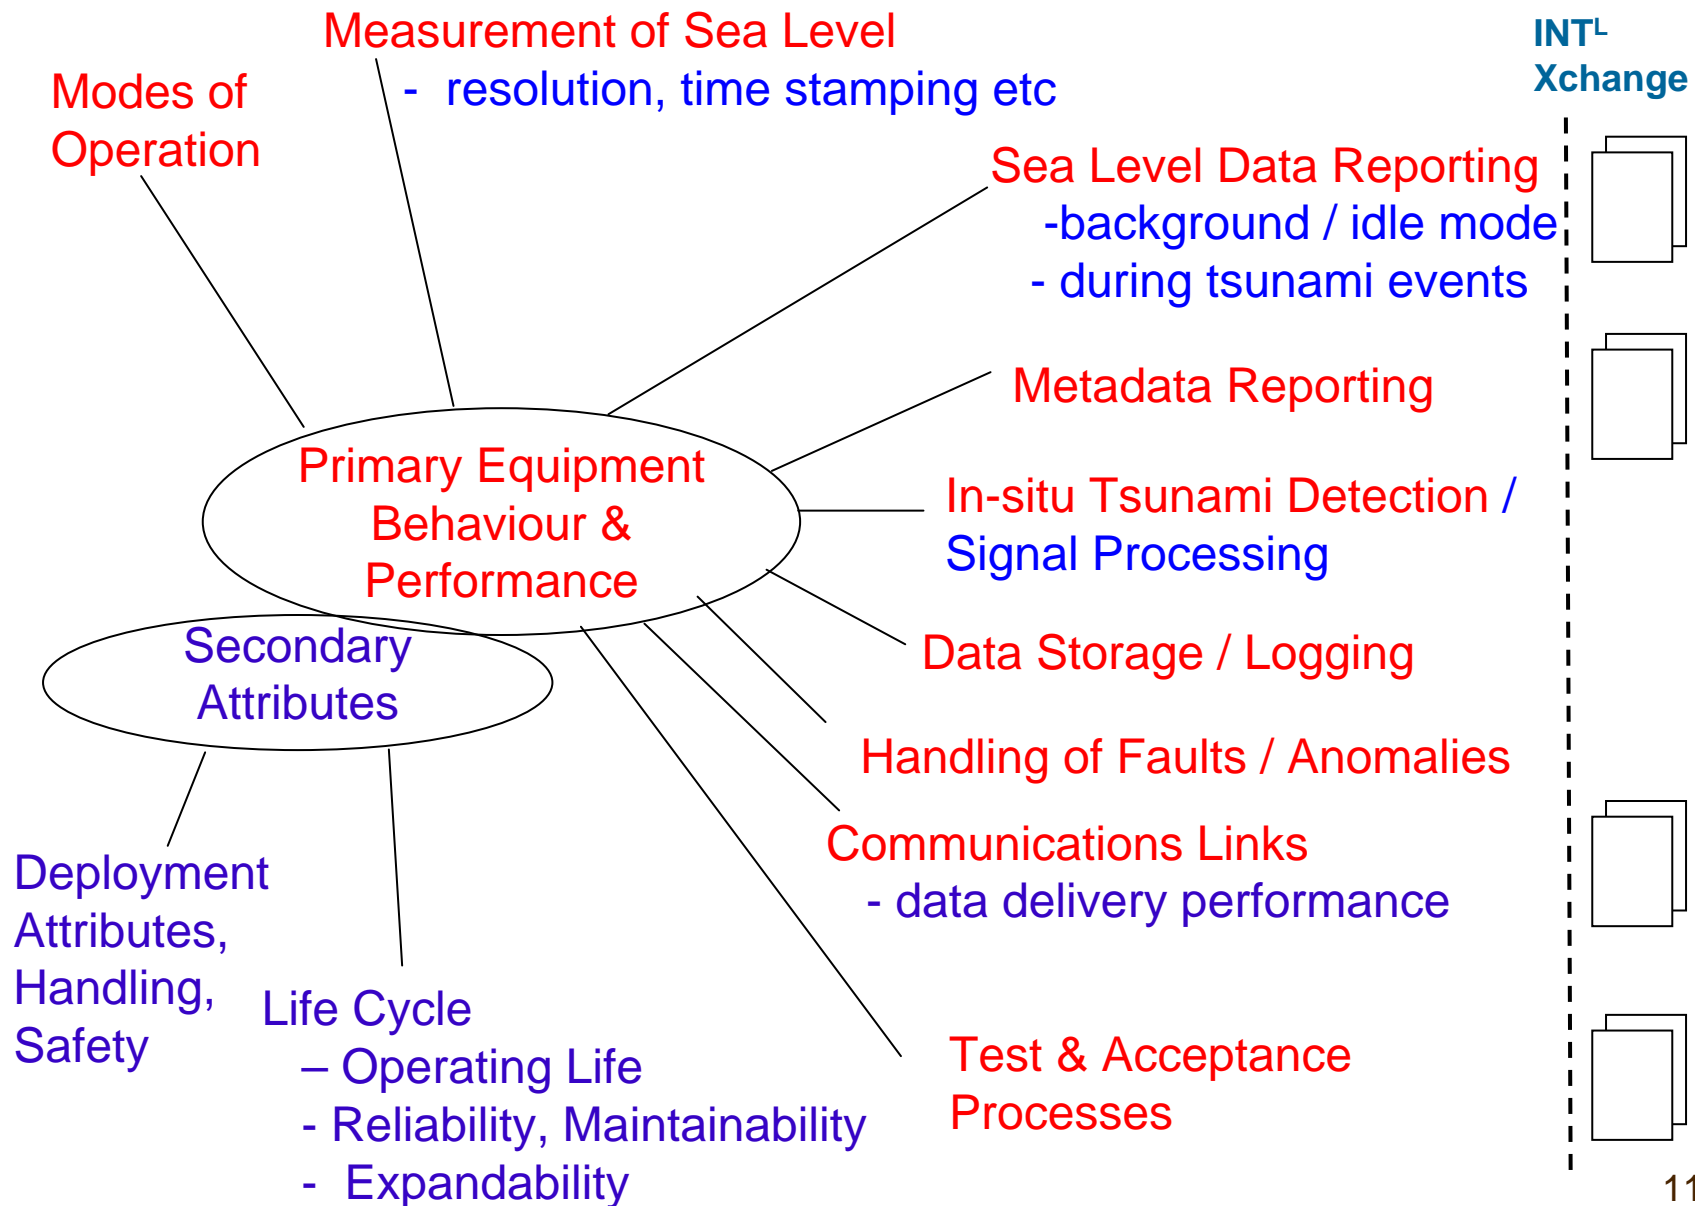 Measurement of Sea Level
- resolution, time stamping etc
INTL
Xchange
Modes of
Operation
Sea Level Data Reporting
-background / idle mode
- during tsunami events
Metadata Reporting
Primary Equipment
Behaviour &
Performance
In-situ Tsunami Detection /
Signal Processing
Secondary
Attributes
Data Storage / Logging
Handling of Faults / Anomalies
Communications Links
- data delivery performance
Deployment
Attributes,
Handling,
Safety
Life Cycle
– Operating Life
- Reliability, Maintainability
- Expandability
Test & Acceptance
Processes
11